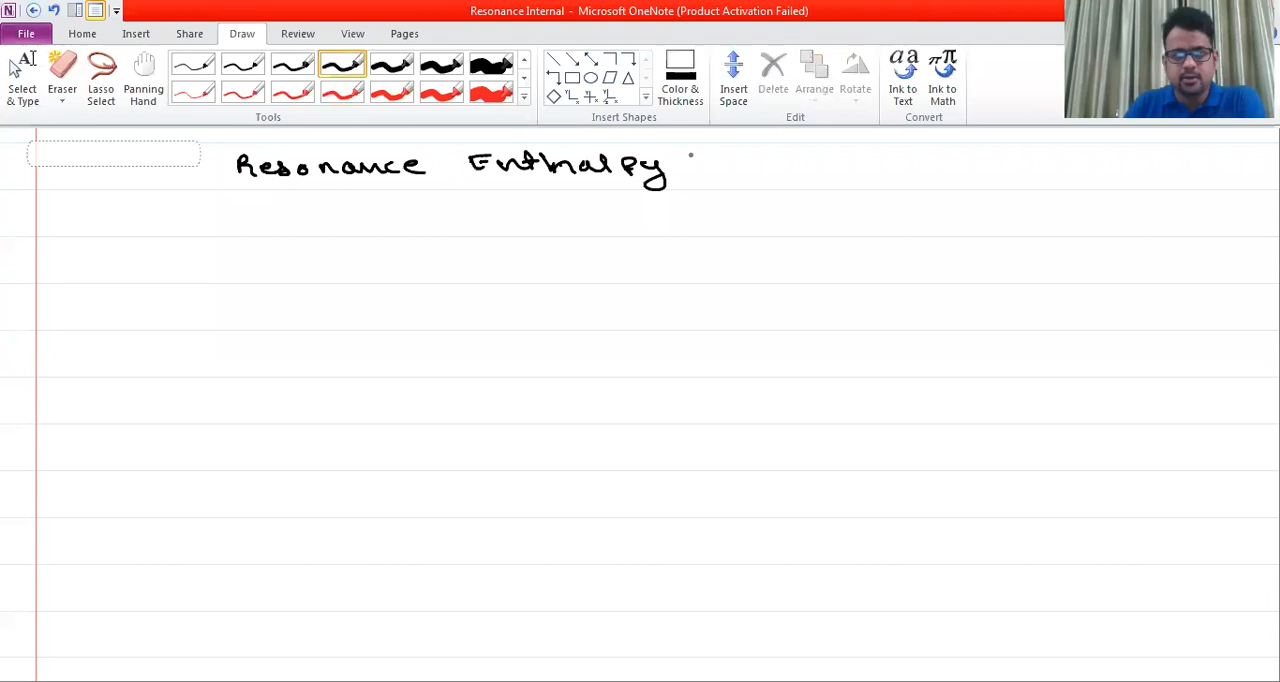 Resonance Internal - Microsoft OneNote (Product Activation Failed)
File Home Insert Share Draw Review View Pages
Select & Type
Eraser
Lasso Select
Panning Hand
Color & Thickness
Insert Space
Delete
Arrange
Rotate
Ink to Text
Ink to Math
Tools
Insert Shapes
Edit
Convert
Resonance Enthalpy